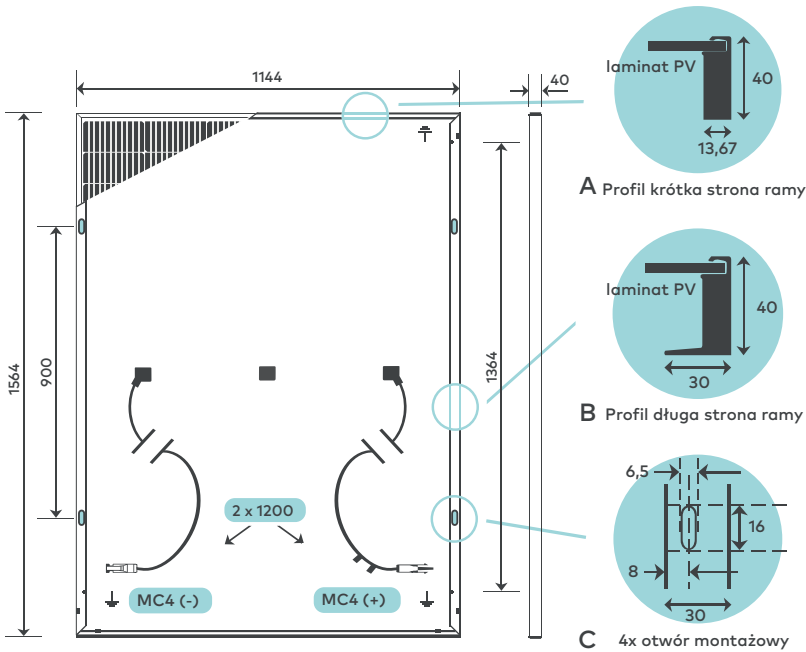 1144
40
laminat PV
40
13,67
A Profil krótka strona ramy
1564
900
1364
laminat PV
40
30
B Profil długa strona ramy
2 x 1200
MC4 (-)
MC4 (+)
6,5
16
8
30
C 4x otwór montażowy